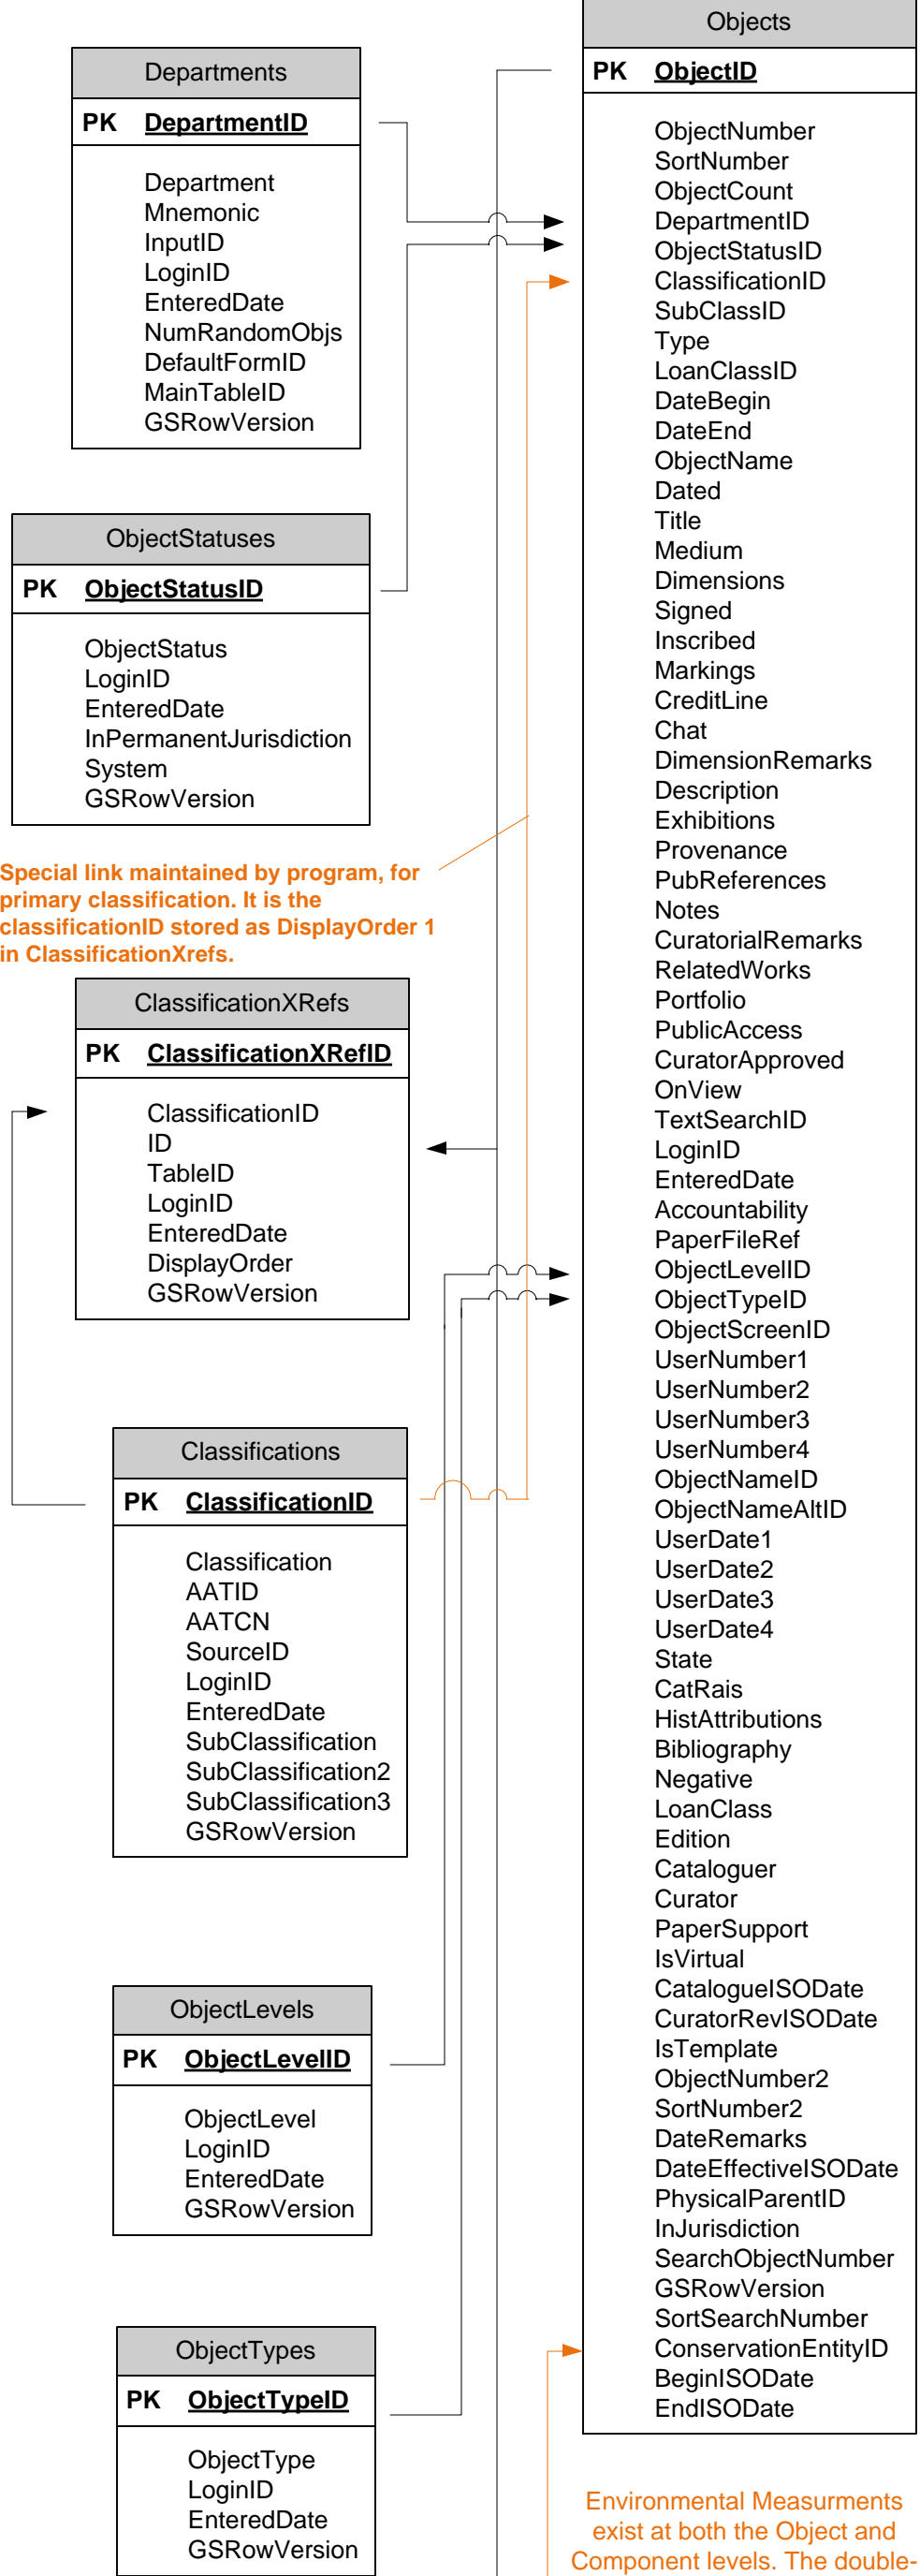 Departments
PK DepartmentID
Department
Mnemonic
InputID
LoginID
EnteredDate
NumRandomObjs
DefaultFormID
MainTableID
GSRowVersion
ObjectStatuses
PK ObjectStatusID
ObjectStatus
LoginID
EnteredDate
InPermanentJurisdiction
System
GSRowVersion
Special link maintained by program, for
primary classification. It is the
classificationID stored as DisplayOrder 1
in ClassificationXrefs.
ClassificationXRefs
PK ClassificationXRefID
ClassificationID
ID
TableID
LoginID
EnteredDate
DisplayOrder
GSRowVersion
Classifications
PK ClassificationID
Classification
AATID
AATCN
SourceID
LoginID
EnteredDate
SubClassification
SubClassification2
SubClassification3
GSRowVersion
ObjectLevels
PK ObjectLevelID
ObjectLevel
LoginID
EnteredDate
GSRowVersion
ObjectTypes
PK ObjectTypeID
ObjectType
LoginID
EnteredDate
GSRowVersion
Objects
PK ObjectID
ObjectNumber
SortNumber
ObjectCount
DepartmentID
ObjectStatusID
ClassificationID
SubClassID
Type
LoanClassID
DateBegin
DateEnd
ObjectName
Dated
Title
Medium
Dimensions
Signed
Inscribed
Markings
CreditLine
Chat
DimensionRemarks
Description
Exhibitions
Provenance
PubReferences
Notes
CuratorialRemarks
RelatedWorks
Portfolio
PublicAccess
CuratorApproved
OnView
TextSearchID
LoginID
EnteredDate
Accountability
PaperFileRef
ObjectLevelID
ObjectTypeID
ObjectScreenID
UserNumber1
UserNumber2
UserNumber3
UserNumber4
ObjectNameID
ObjectNameAltID
UserDate1
UserDate2
UserDate3
UserDate4
State
CatRais
HistAttributions
Bibliography
Negative
LoanClass
Edition
Cataloguer
Curator
PaperSupport
IsVirtual
CatalogueISODate
CuratorRevISODate
IsTemplate
ObjectNumber2
SortNumber2
DateRemarks
DateEffectiveISODate
PhysicalParentID
InJurisdiction
SearchObjectNumber
GSRowVersion
SortSearchNumber
ConservationEntityID
BeginISODate
EndISODate
Environmental Measurments
exist at both the Object and
Component levels. The double-